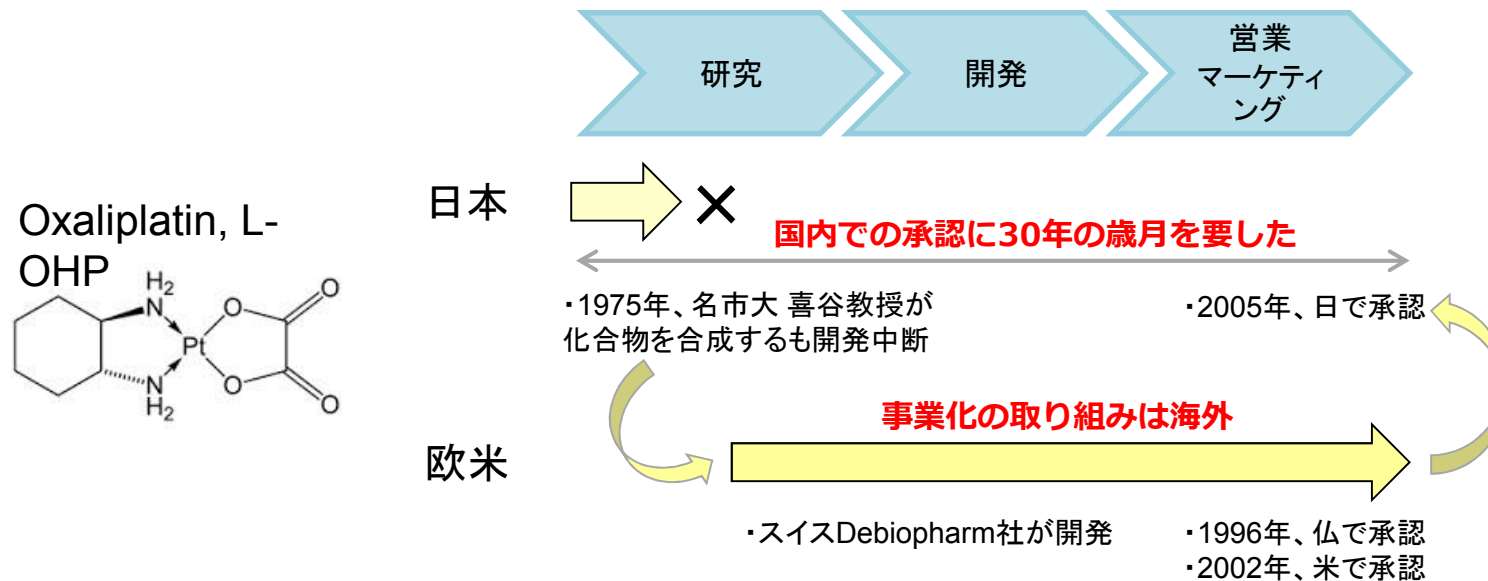 研究
開発
営業
マーケティ
ング
日本
×
国内での承認に30年の歳月を要した
Oxaliplatin, L-
OHP
H2
N
Pt
N
H2
O
O
O
O
・1975年、名市大 喜谷教授が
化合物を合成するも開発中断
・2005年、日で承認
事業化の取り組みは海外
欧米
・スイスDebiopharm社が開発
・1996年、仏で承認
・2002年、米で承認